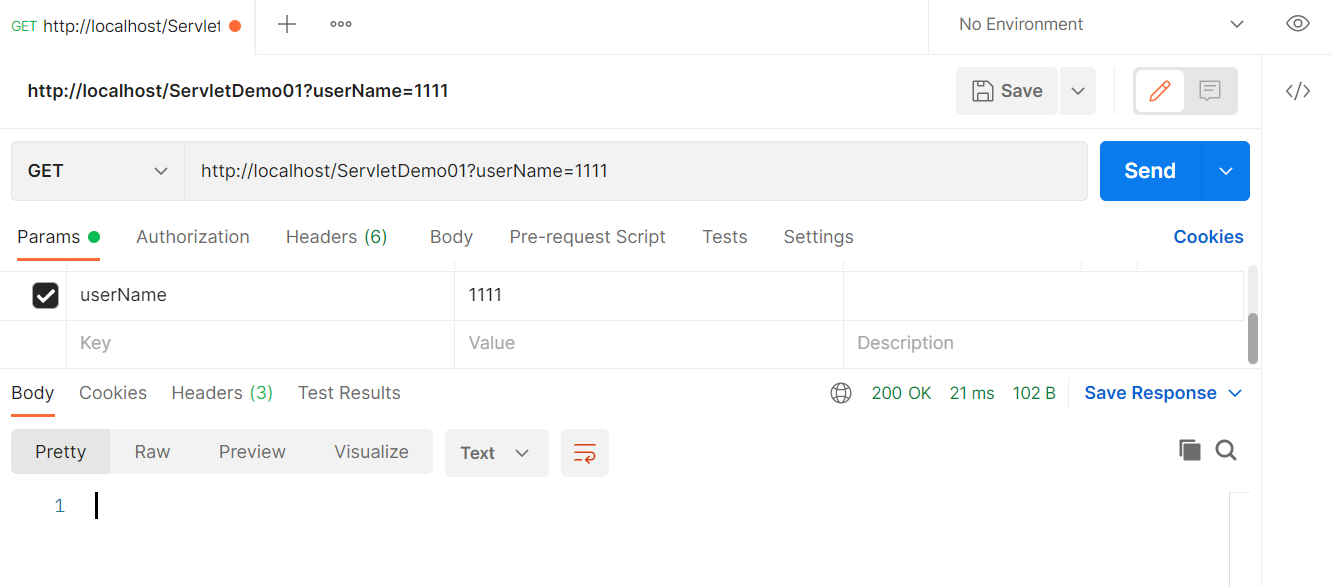 GET http://localhost/Servlet No Environment
http://localhost/ServletDemo01?userName=1111 Save
GET http://localhost/ServletDemo01?userName=1111 Send
Params Authorization Headers (6) Body Pre-request Script Tests Settings Cookies
userName 1111
Key Value Description
Body Cookies Headers (3) Test Results 200 OK 21 ms 102 B Save Response
Pretty Raw Preview Visualize Text
1